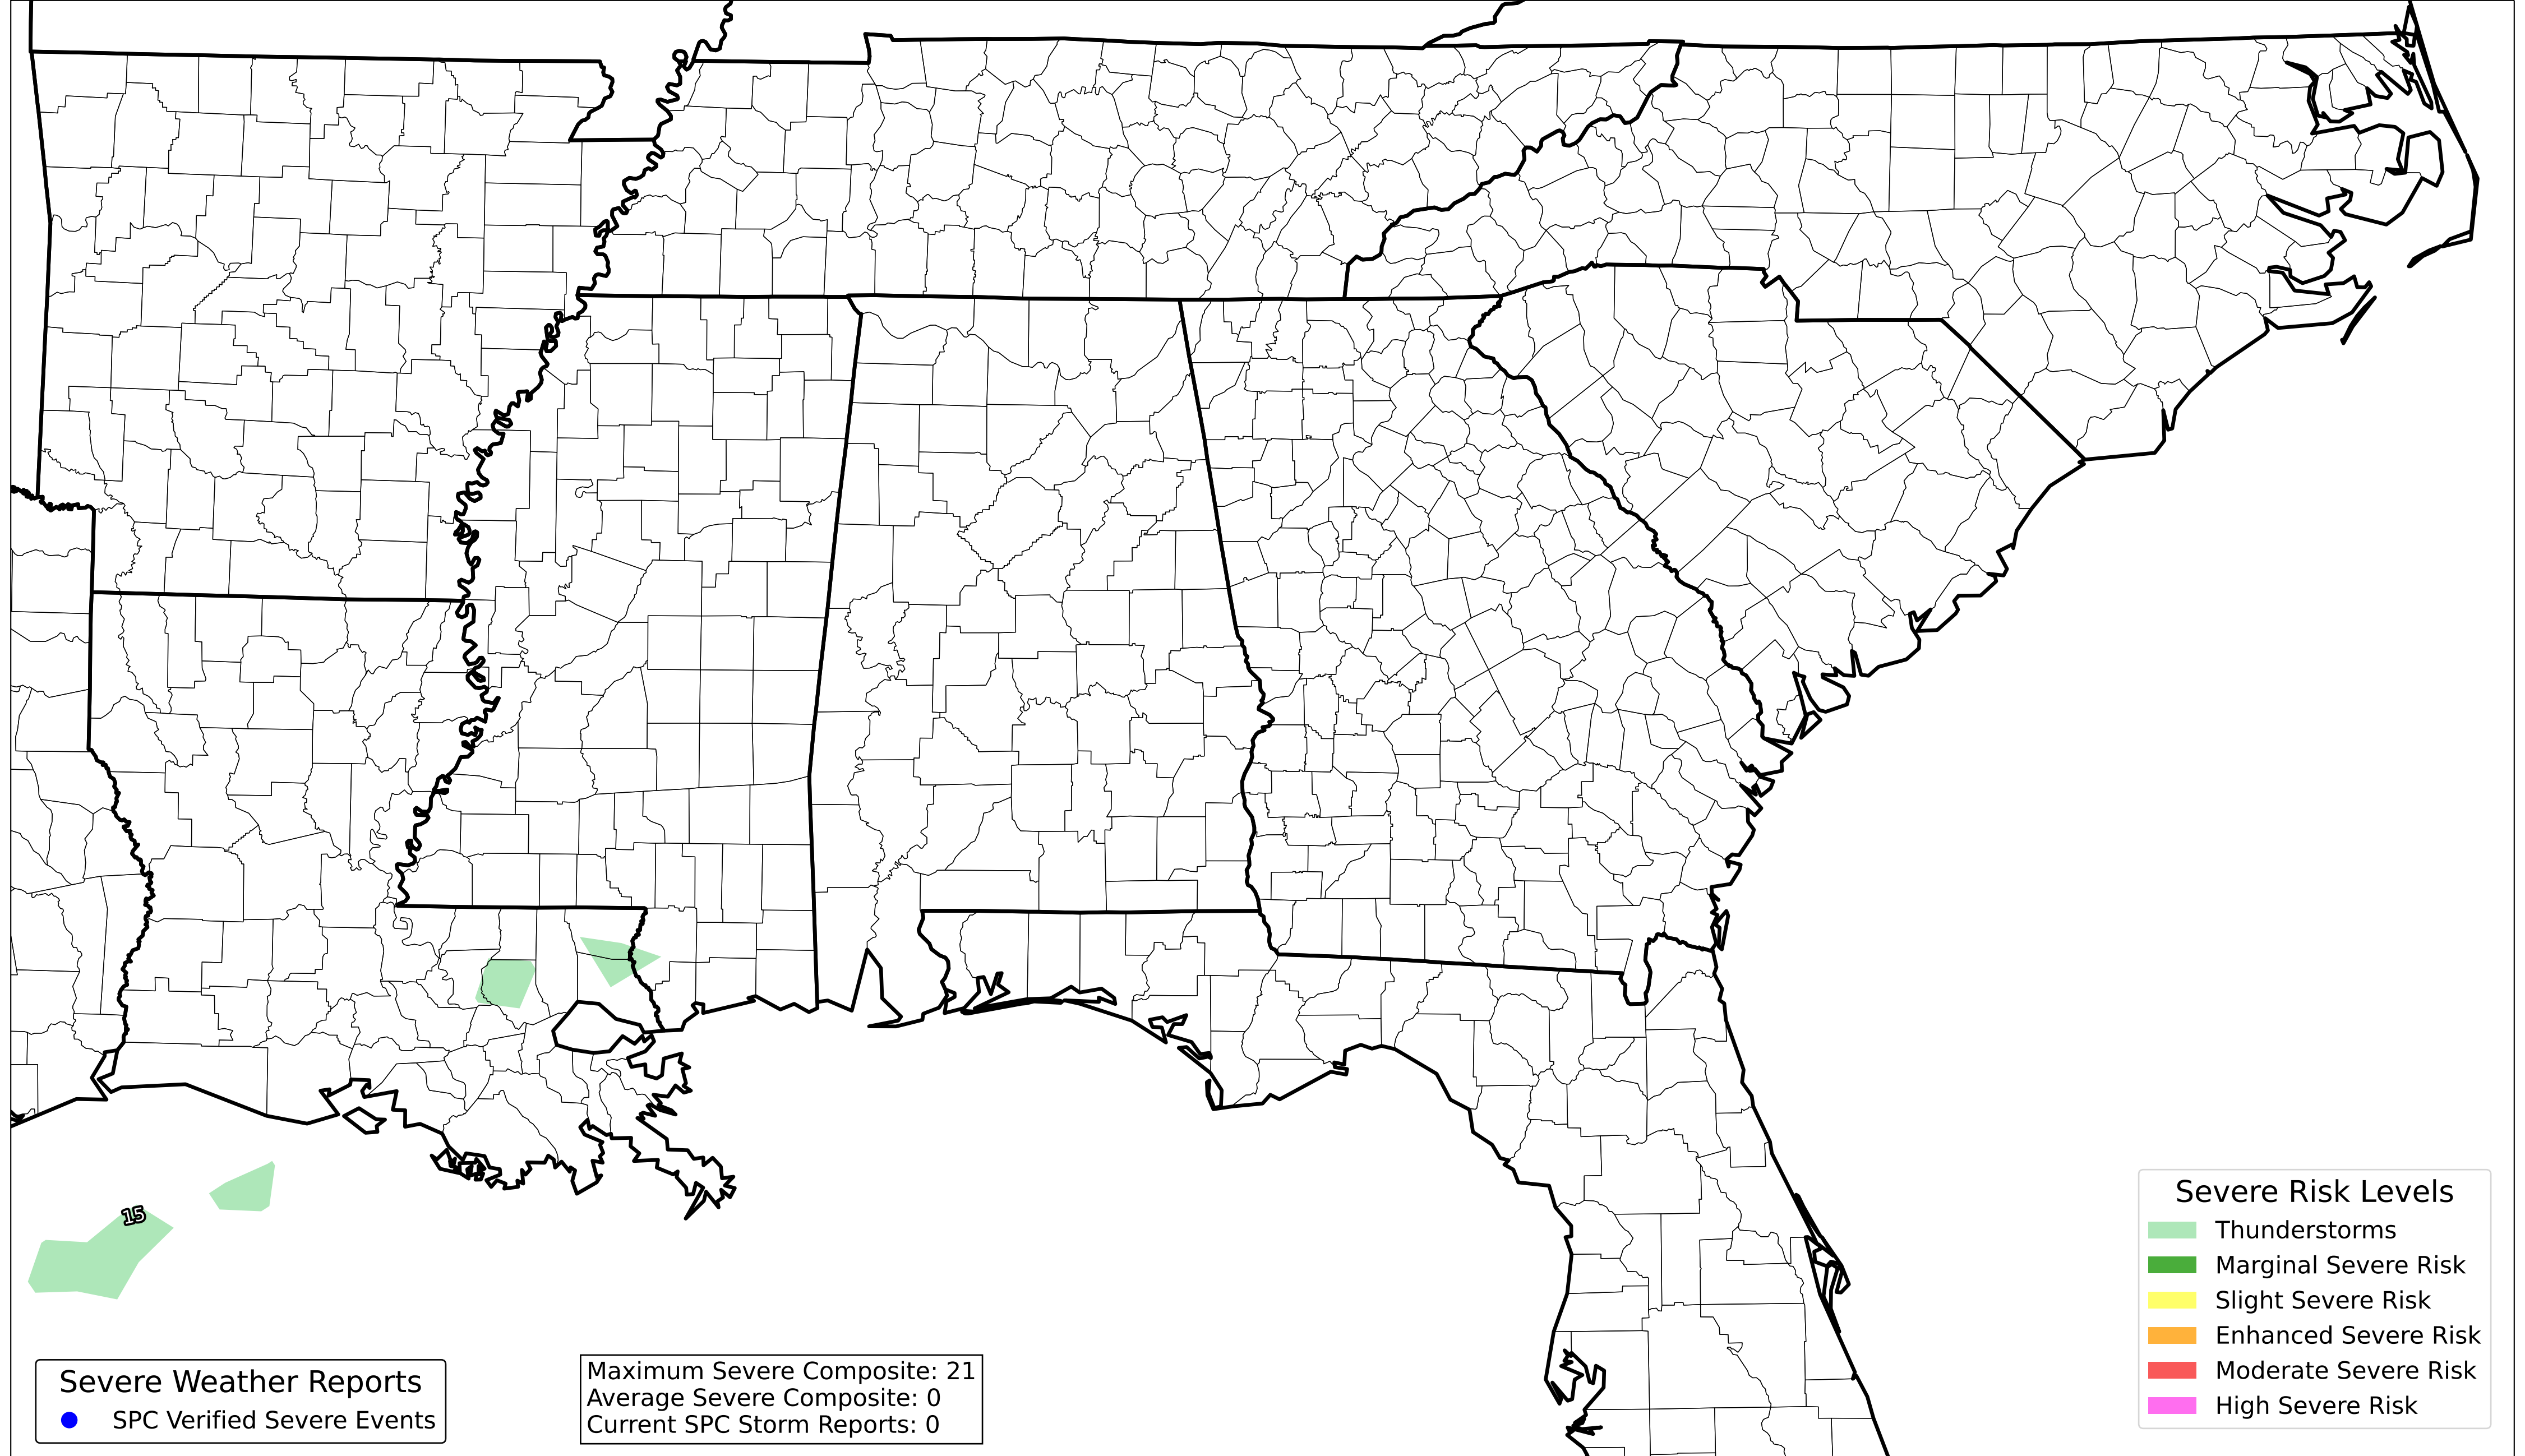 15
Severe Weather Reports
SPC Verified Severe Events
Maximum Severe Composite: 21
Average Severe Composite: 0
Current SPC Storm Reports: 0
Severe Risk Levels
Thunderstorms
Marginal Severe Risk
Slight Severe Risk
Enhanced Severe Risk
Moderate Severe Risk
High Severe Risk